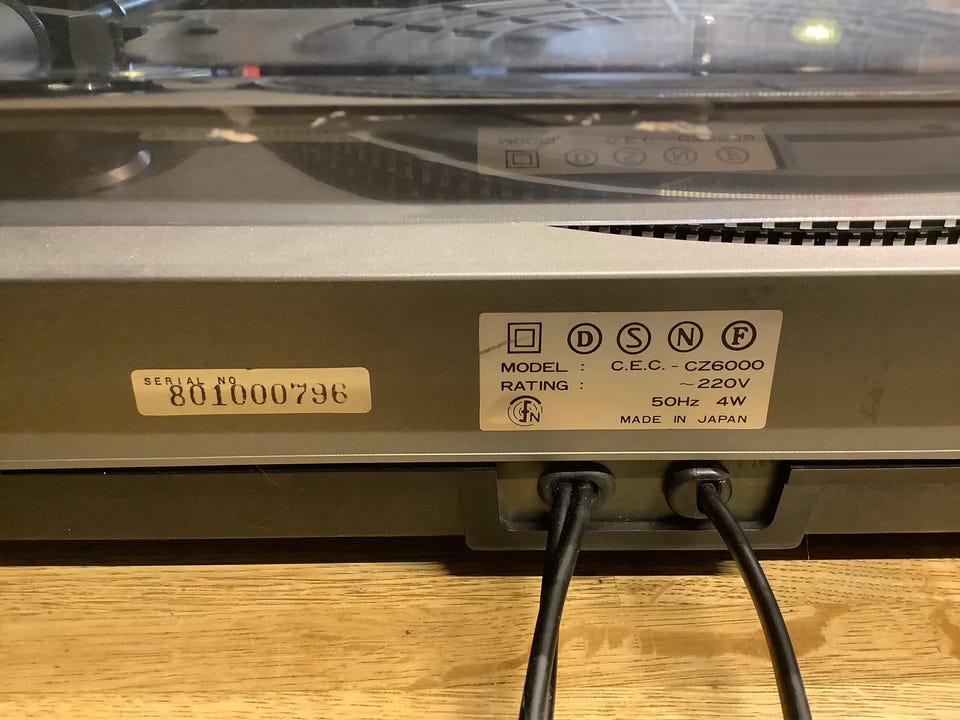 SERIAL NO
801000796
D S N F
MODEL : C.E.C. - CZ6000
RATING : ~220V
50Hz 4W
MADE IN JAPAN